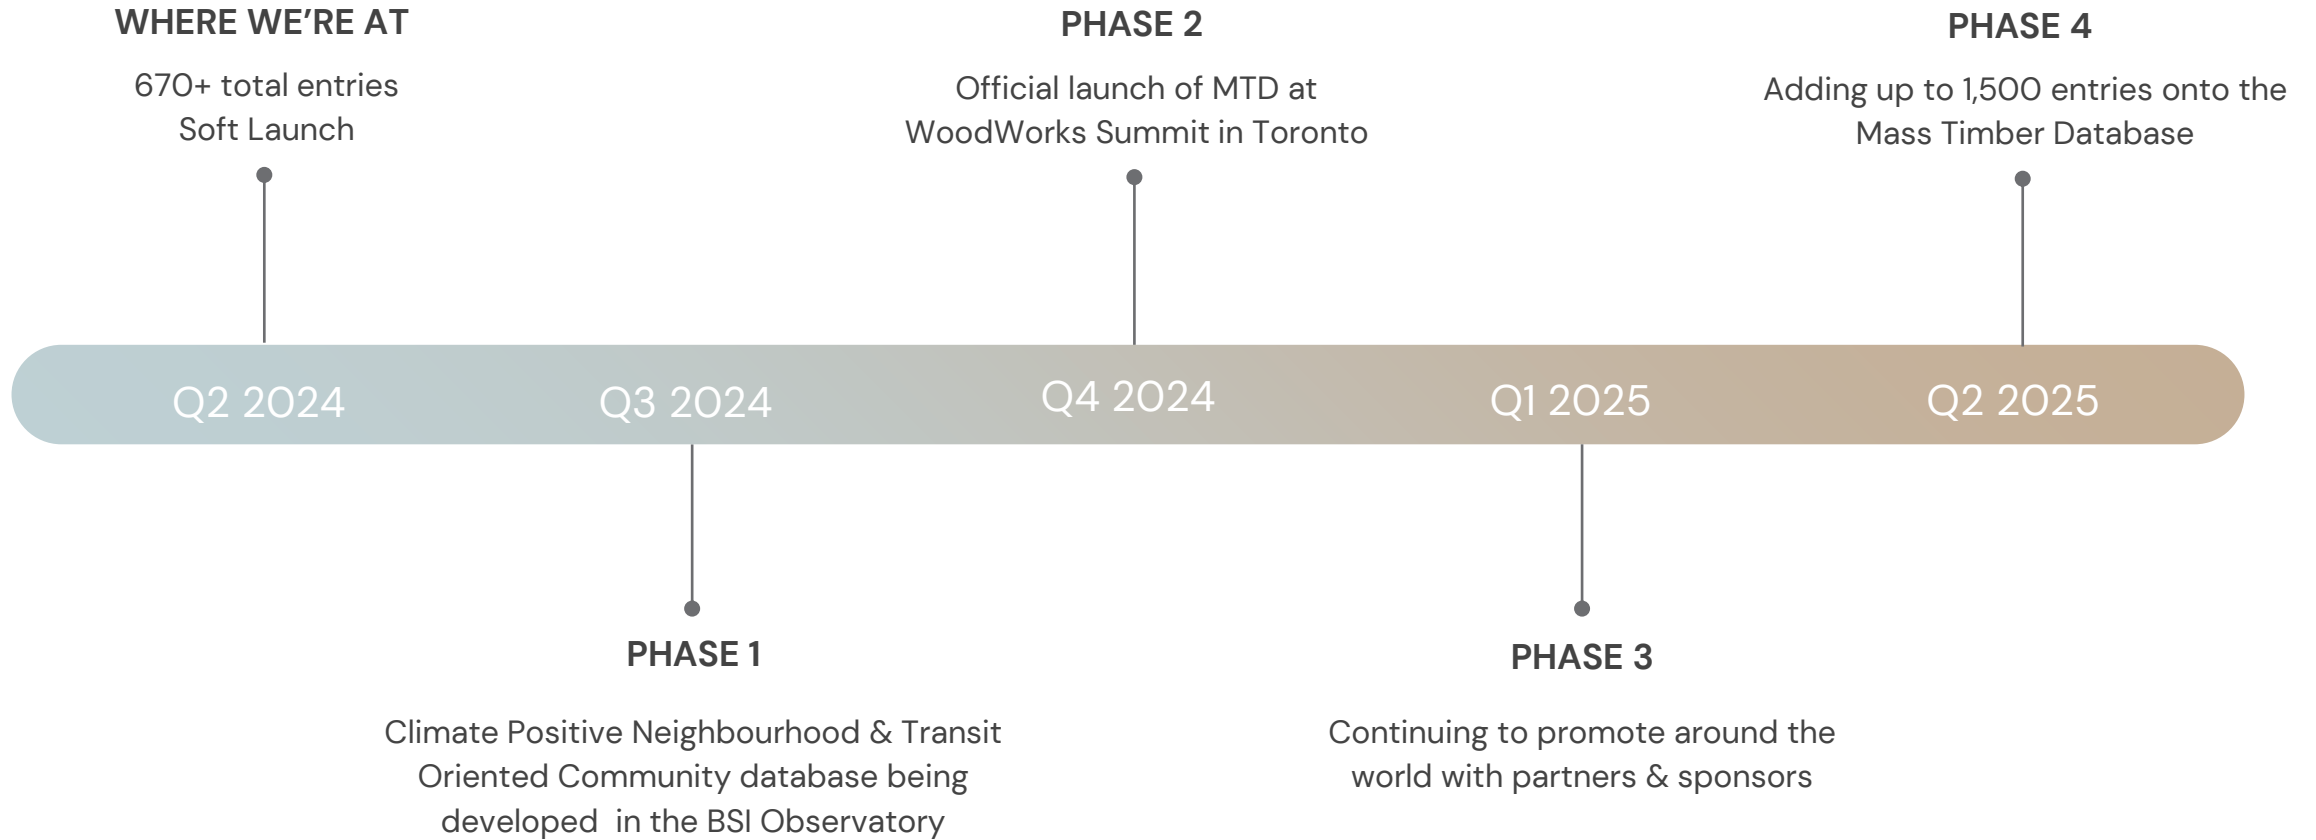 WHERE WE’RE AT
670+ total entries
Soft Launch
PHASE 2
Official launch of MTD at
WoodWorks Summit in Toronto
PHASE 4
Adding up to 1,500 entries onto the
Mass Timber Database
Q2 2024
Q3 2024
Q4 2024
Q1 2025
Q2 2025
PHASE 1
Climate Positive Neighbourhood & Transit
Oriented Community database being
developed  in the BSI Observatory
PHASE 3
Continuing to promote around the
world with partners & sponsors